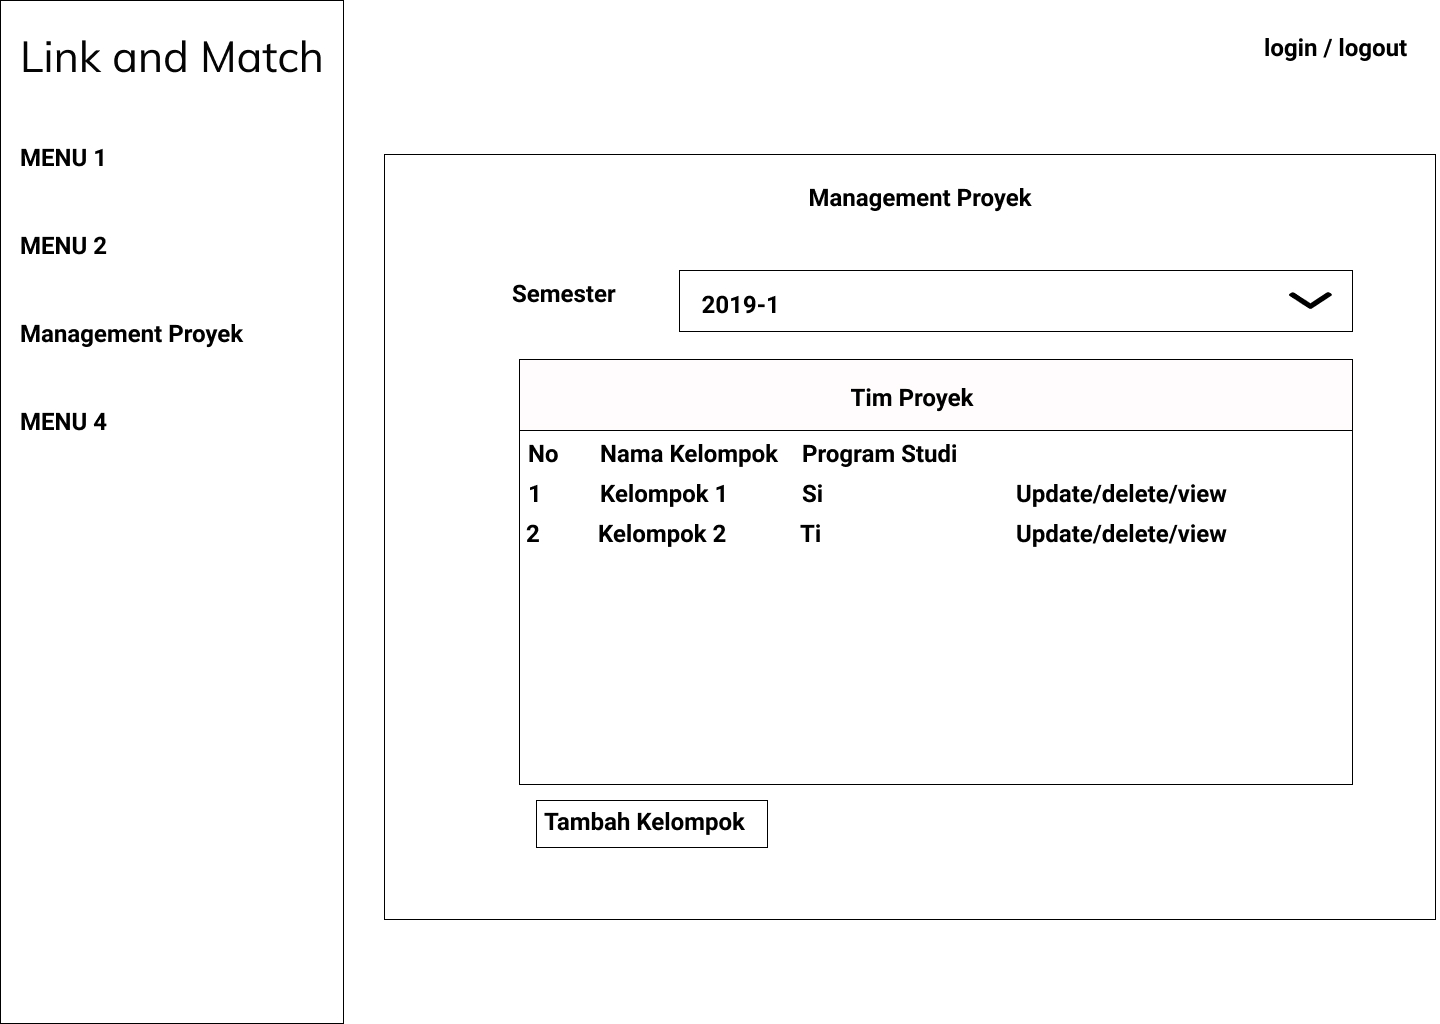 Link and Match
login / logout
MENU 1
MENU 2
Management Proyek
MENU 4
Management Proyek
Semester
2019-1
Tim Proyek
No Nama Kelompok Program Studi
1 Kelompok 1 Si Update/delete/view
2 Kelompok 2 Ti Update/delete/view
Tambah Kelompok